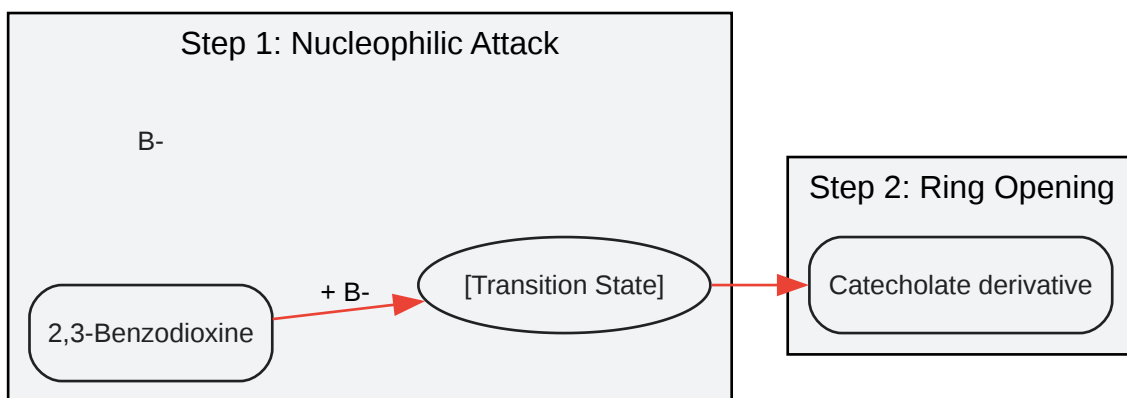 Step 1: Nucleophilic Attack
B-
2,3-Benzodioxine
+ B-
[Transition State]
Step 2: Ring Opening
Catecholate derivative